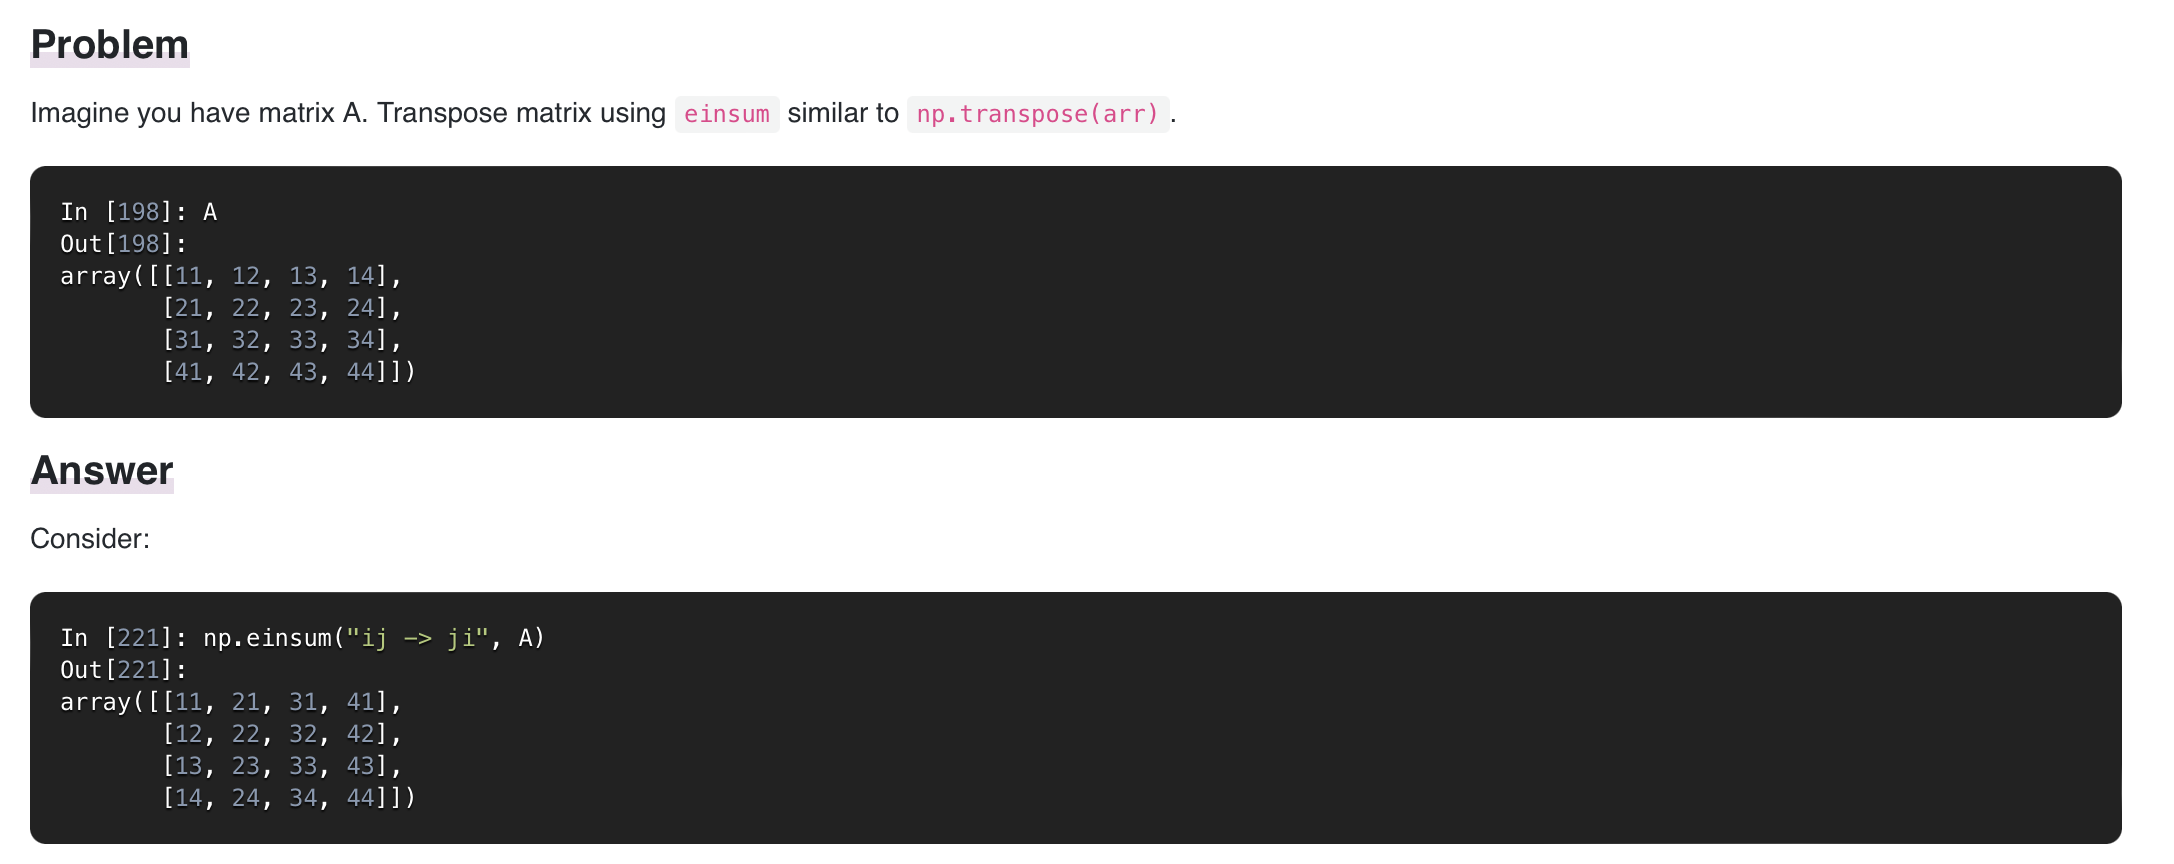 Problem
Imagine you have matrix A. Transpose matrix using einsum similar to np.transpose(arr).
In [198]: A
Out[198]:
array([[11, 12, 13, 14],
       [21, 22, 23, 24],
       [31, 32, 33, 34],
       [41, 42, 43, 44]])
Answer
Consider:
In [221]: np.einsum("ij -> ji", A)
Out[221]:
array([[11, 21, 31, 41],
       [12, 22, 32, 42],
       [13, 23, 33, 43],
       [14, 24, 34, 44]])